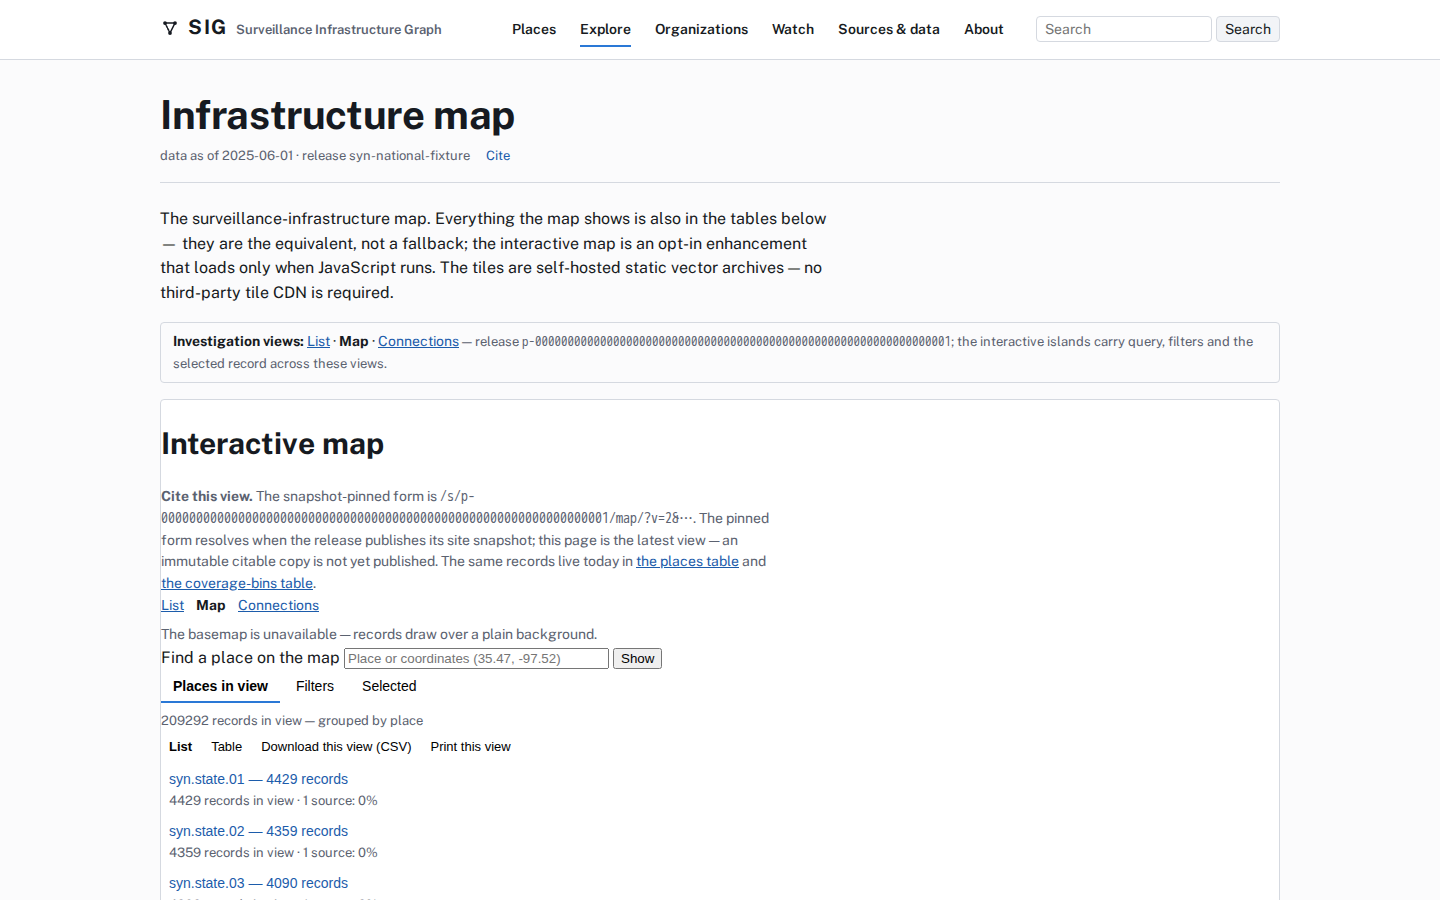 SIG Surveillance Infrastructure Graph Places Explore Organizations Watch Sources & data About Search Search
Infrastructure map
data as of 2025-06-01 · release syn-national-fixture Cite
The surveillance-infrastructure map. Everything the map shows is also in the tables below
— they are the equivalent, not a fallback; the interactive map is an opt-in enhancement
that loads only when JavaScript runs. The tiles are self-hosted static vector archives — no
third-party tile CDN is required.
Investigation views: List · Map · Connections — release p-0000000000000000000000000000000000000000000000000000000000000001; the interactive islands carry query, filters and the
selected record across these views.
Interactive map
Cite this view. The snapshot-pinned form is /s/p-
0000000000000000000000000000000000000000000000000000000000000001/map/?v=2&…. The pinned
form resolves when the release publishes its site snapshot; this page is the latest view — an
immutable citable copy is not yet published. The same records live today in the places table and
the coverage-bins table.
List Map Connections
The basemap is unavailable — records draw over a plain background.
Find a place on the map Place or coordinates (35.47, -97.52) Show
Places in view Filters Selected
209292 records in view — grouped by place
List Table Download this view (CSV) Print this view
syn.state.01 — 4429 records
4429 records in view · 1 source: 0%
syn.state.02 — 4359 records
4359 records in view · 1 source: 0%
syn.state.03 — 4090 records